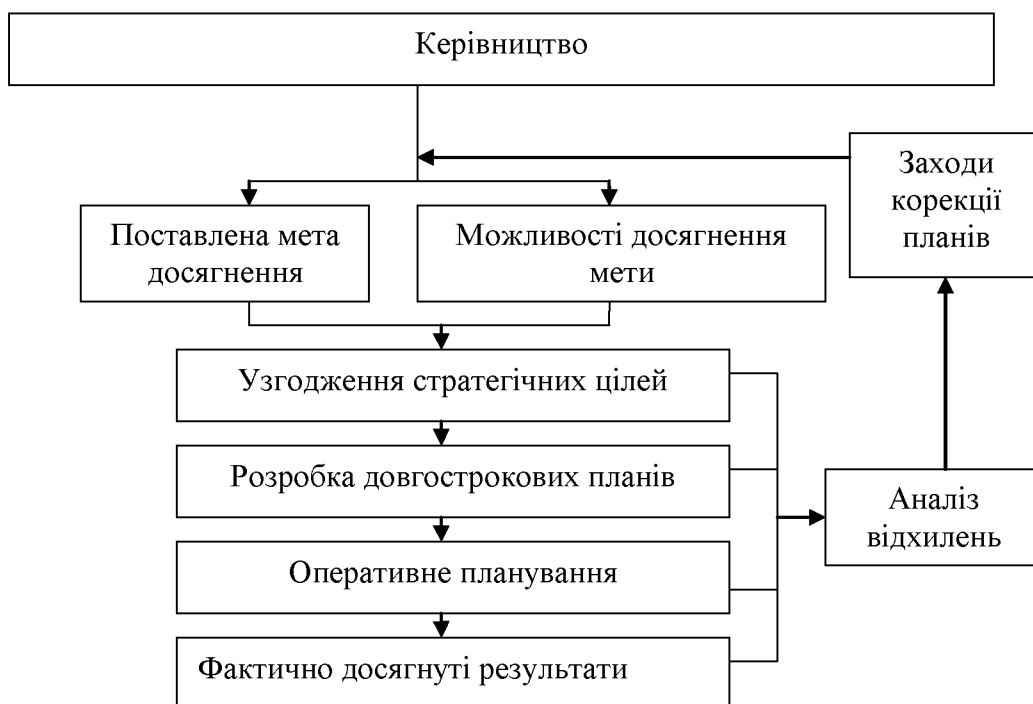 Керівництво
Заходи
корекції
планів
Поставлена мета
досягнення
Можливості досягнення
мети
Узгодження стратегічних цілей
Розробка довгострокових планів
Аналіз
відхилень
Оперативне планування
Фактично досягнуті результати